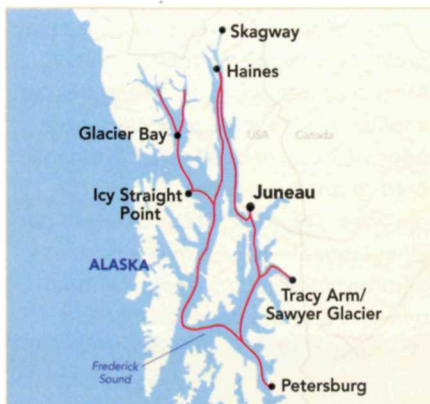 Skagway
Haines
Glacier Bay
USA
Canada
Icy Straight
Point
Juneau
ALASKA
Tracy Arm/
Sawyer Glacier
Frederick
Sound
Petersburg